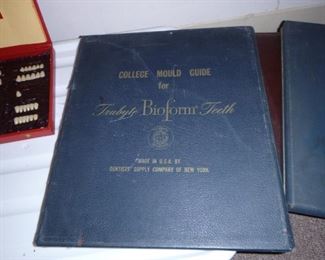 COLLEGE MOULD GUIDE
for
Trubyte Bioform Teeth
MADE IN U.S.A. BY
DENTISTS' SUPPLY COMPANY OF NEW YORK